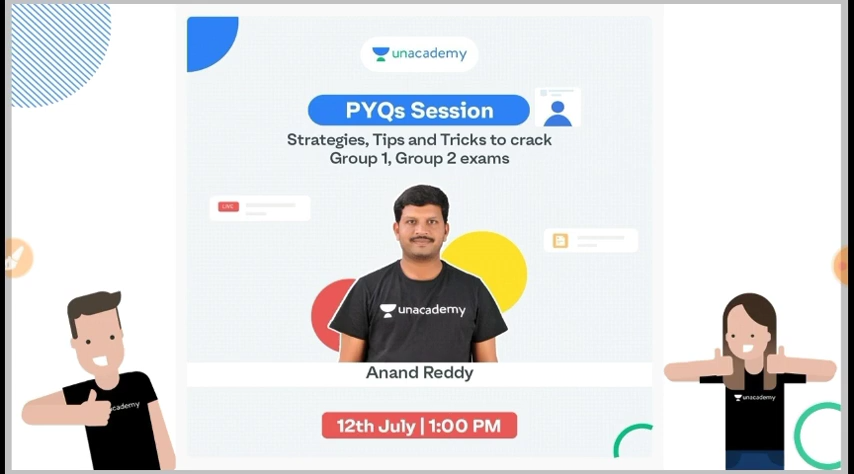 unacademy
PYQs Session
Strategies, Tips and Tricks to crack
Group 1, Group 2 exams
LIVE
unacademy
Anand Reddy
12th July | 1:00 PM
academy
unacademy